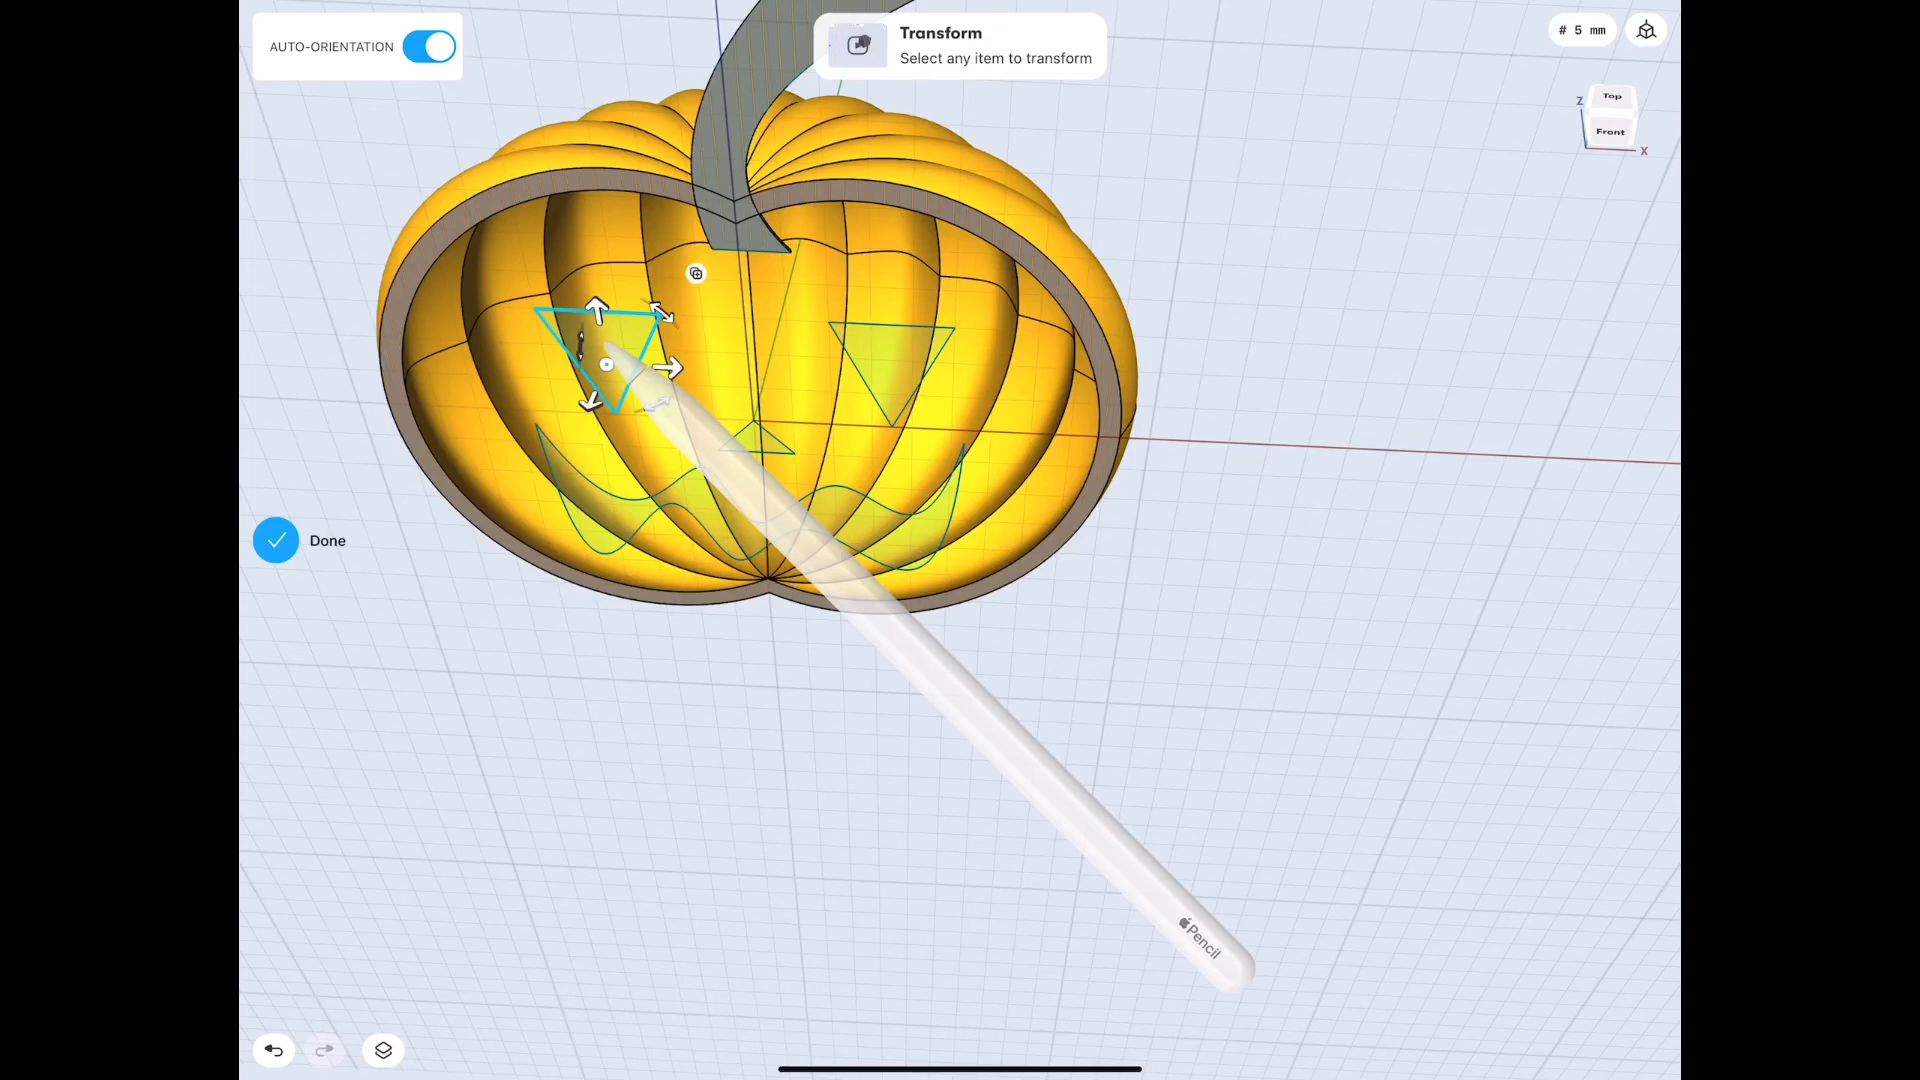 AUTO-ORIENTATION
Transform
Select any item to transform
# 5 mm
Top
Z
Front
X
Done
Pencil